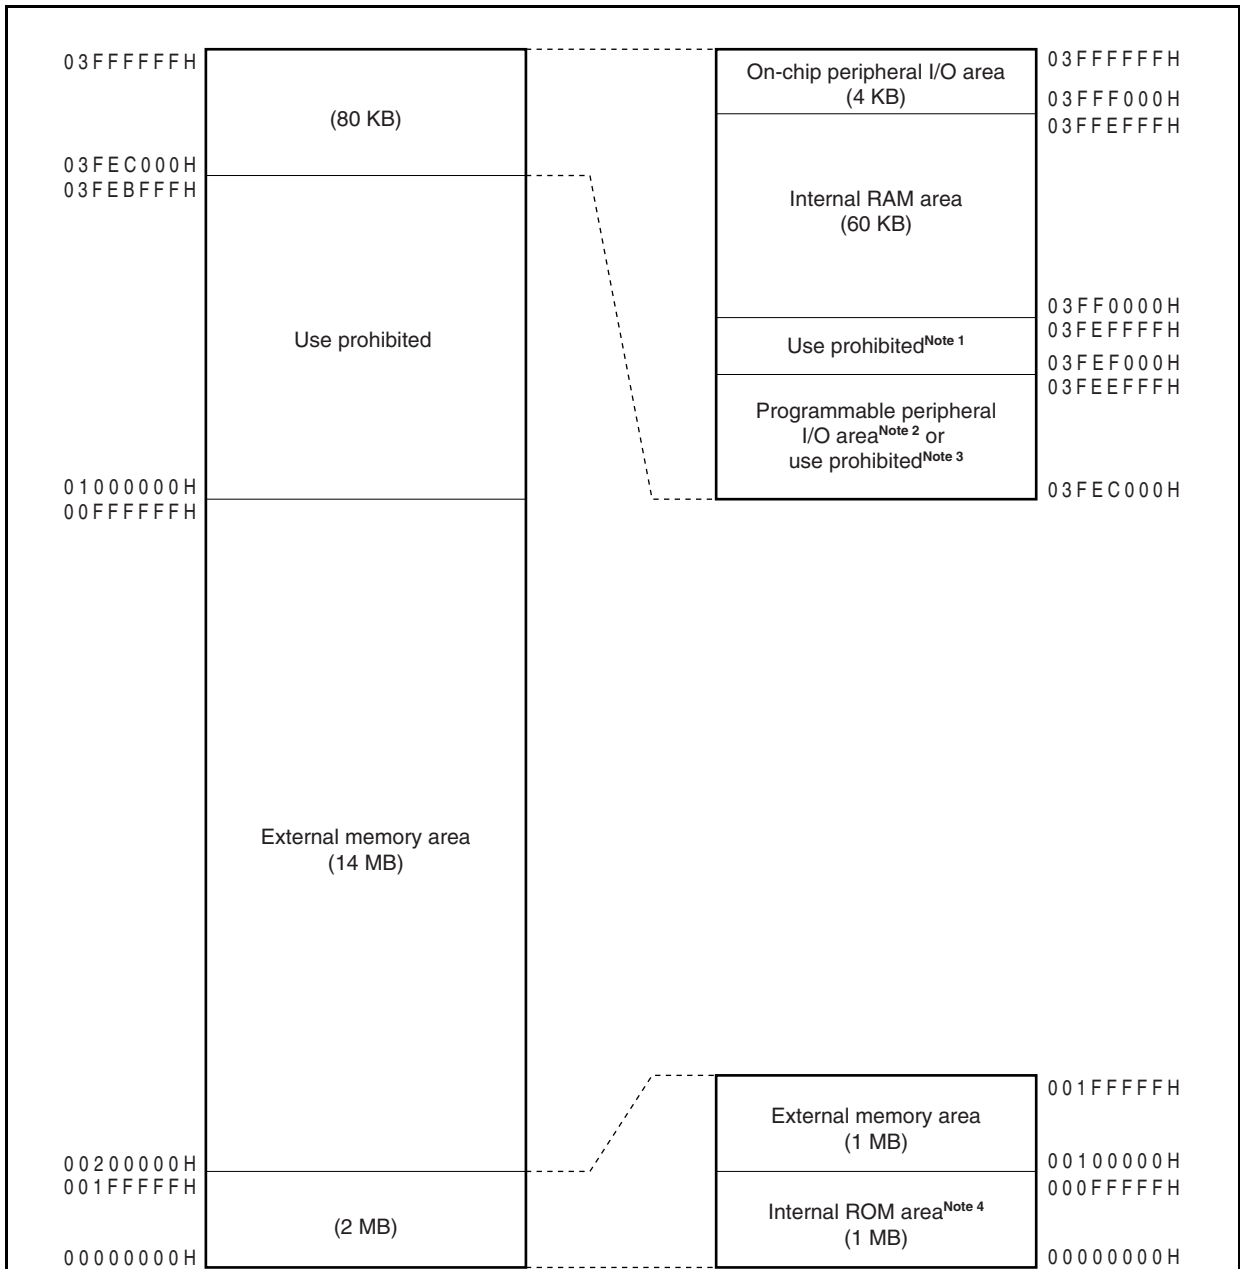 03FFFFFFH
(80 KB)
03FEC000H
03FEBFFFH
Use prohibited
01000000H
00FFFFFFH
External memory area
(14 MB)
00200000H
001FFFFFH
(2 MB)
00000000H
On-chip peripheral I/O area
(4 KB)
03FFFFFFH
03FFF000H
03FFEFFFH
Internal RAM area
(60 KB)
03FF0000H
03FEFFFFH
Use prohibitedNote 1
03FEF000H
03FEEFFFH
Programmable peripheral
I/O areaNote 2 or
use prohibitedNote 3
03FEC000H
001FFFFFH
External memory area
(1 MB)
00100000H
000FFFFFH
Internal ROM areaNote 4
(1 MB)
00000000H